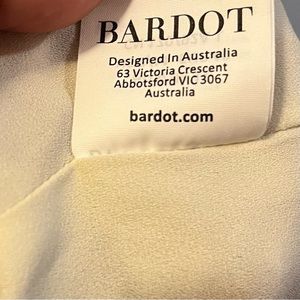 BARDOT
Designed In Australia
63 Victoria Crescent
Abbotsford VIC 3067
Australia
bardot.com